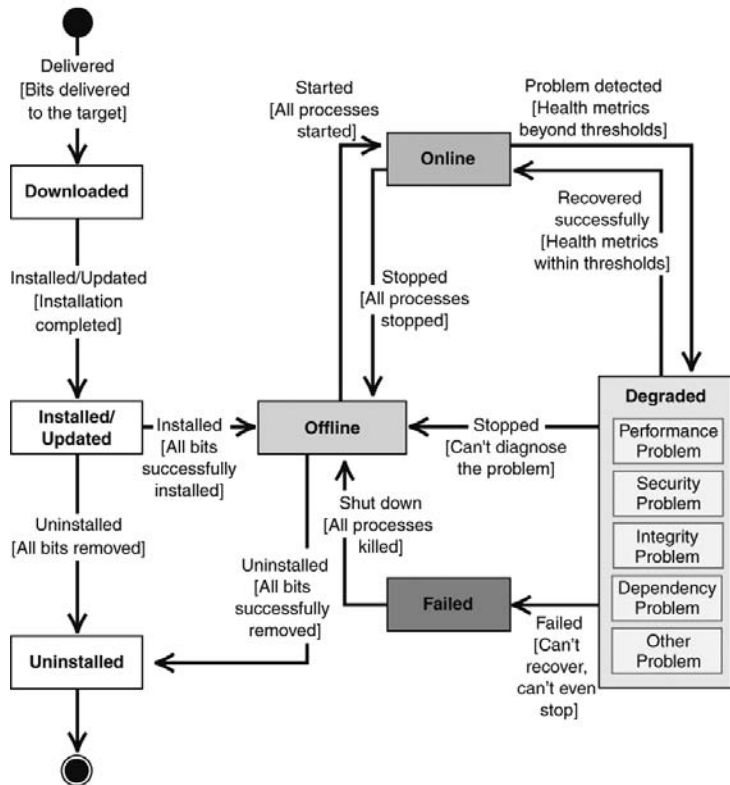 Delivered
[Bits delivered
to the target]
Downloaded
Installed/Updated
[Installation
completed]
Installed/
Updated
Installed
[All bits
successfully
installed]
Uninstalled
[All bits removed]
Uninstalled
Started
[All processes
started]
Online
Problem detected
[Health metrics
beyond thresholds]
Recovered
successfully
[Health metrics
within thresholds]
Stopped
[All processes
stopped]
Offline
Stopped
[Can't diagnose
the problem]
Shut down
[All processes
killed]
Uninstalled
[All bits
successfully
removed]
Failed
Failed
[Can't
recover,
can't even
stop]
Degraded
Performance
Problem
Security
Problem
Integrity
Problem
Dependency
Problem
Other
Problem